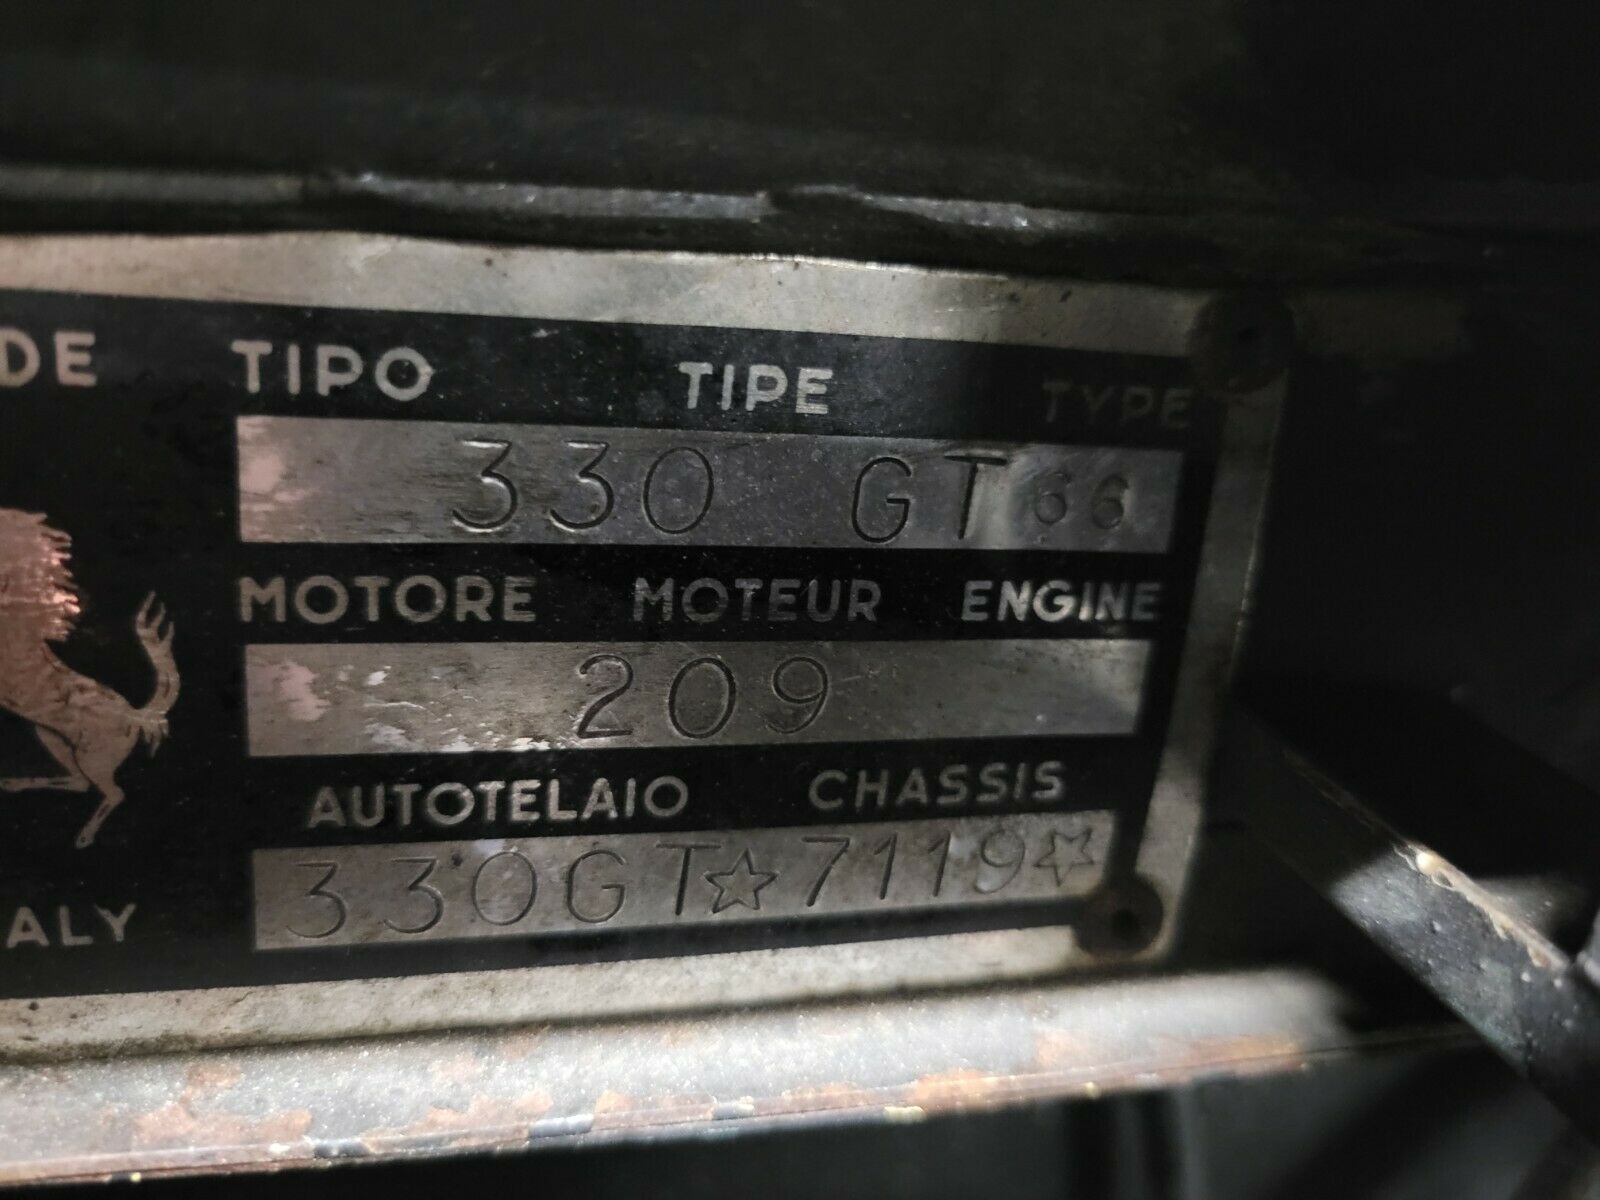 DE TIPO TIPE TYPE
330 GT 66
MOTORE MOTEUR ENGINE
209
AUTOTELAIO CHASSIS
330GT☆7119☆
ALY